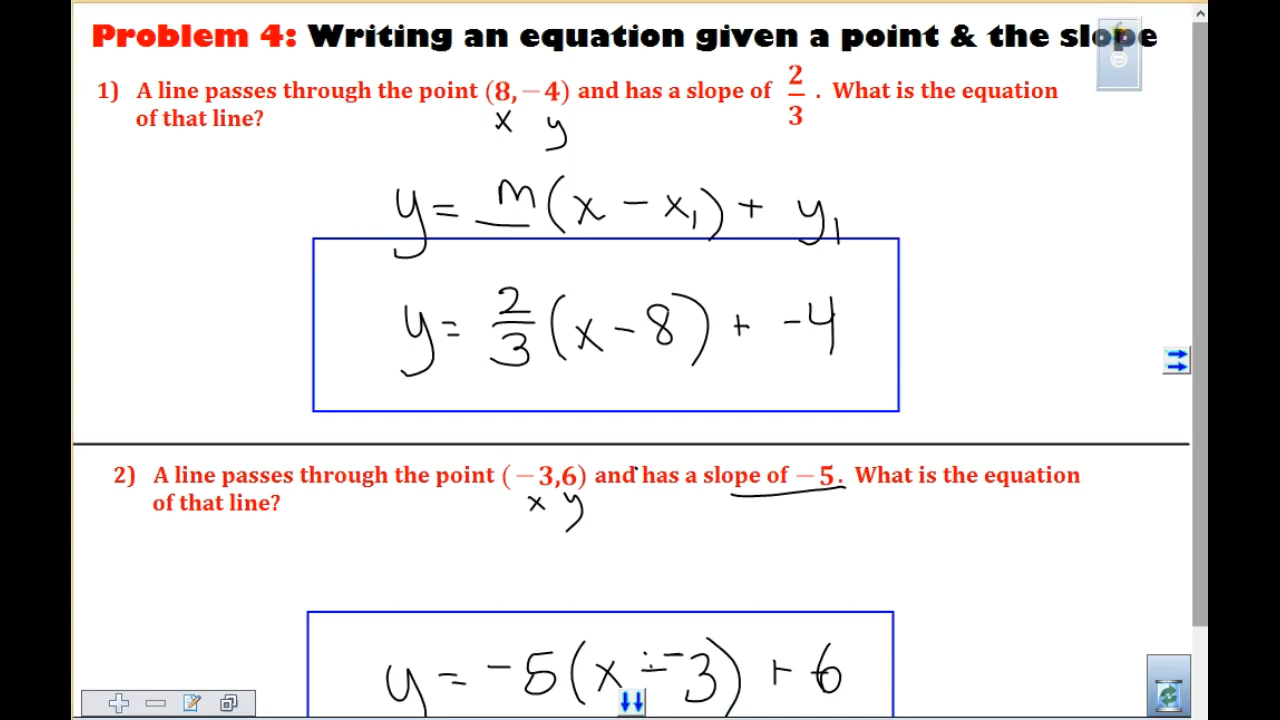 Problem 4: Writing an equation given a point & the slope
1) A line passes through the point (8, −4) and has a slope of 2/3 . What is the equation
of that line?
x y
y = m(x − x₁) + y₁
y = 2/3 (x − 8) + -4
2) A line passes through the point (−3,6) and has a slope of −5. What is the equation
of that line?
x y
y = -5(x - -3) + 6